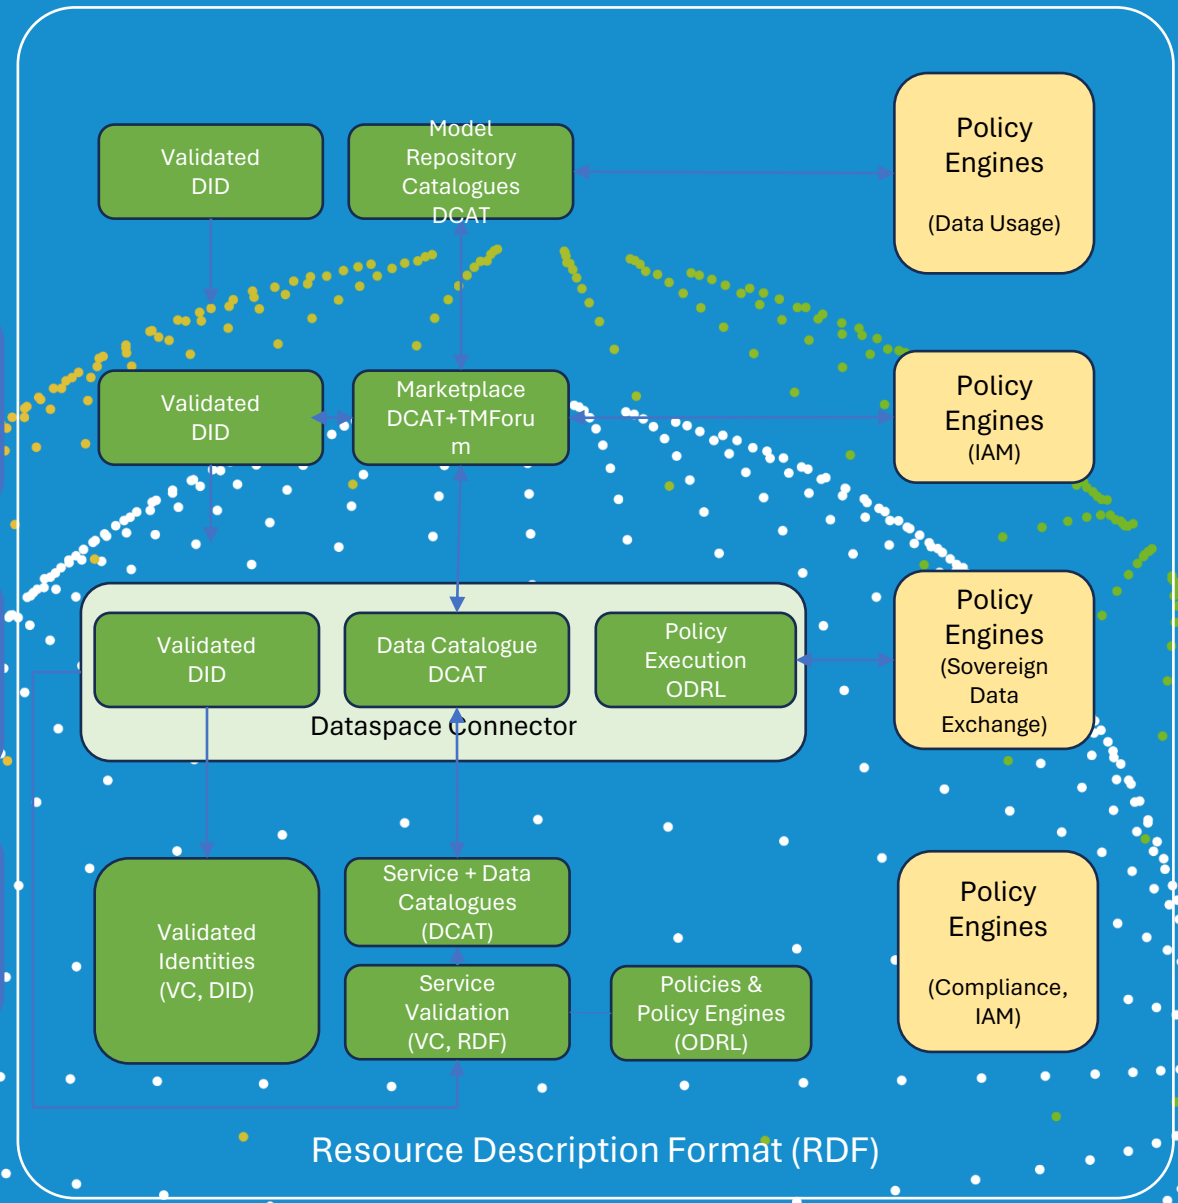 Validated
DID
Model
Repository
Catalogues
DCAT
Policy
Engines
(Data Usage)
Validated
DID
Marketplace
DCAT+TMForu
m
Policy
Engines
(IAM)
Validated
DID
Data Catalogue
DCAT
Policy
Execution
ODRL
Dataspace Connector
Policy
Engines
(Sovereign
Data
Exchange)
Validated
Identities
(VC, DID)
Service + Data
Catalogues
(DCAT)
Service
Validation
(VC, RDF)
Policies &
Policy Engines
(ODRL)
Policy
Engines
(Compliance,
IAM)
Resource Description Format (RDF)